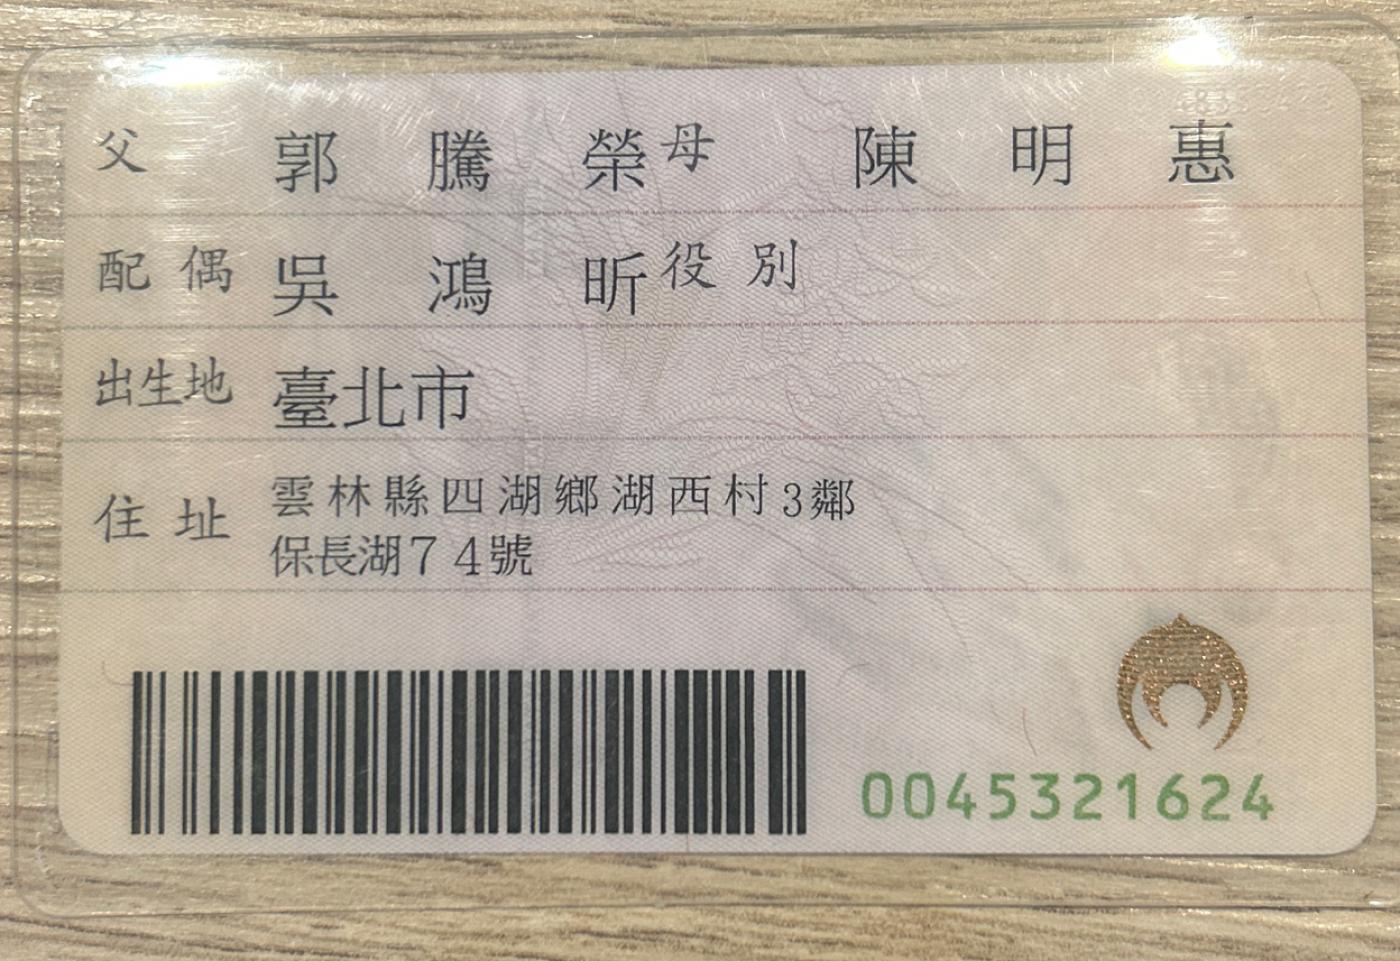 父 郭騰榮 母 陳明惠
配偶 吳鴻昕 役別
出生地 臺北市
住址 雲林縣四湖鄉湖西村3鄰
保長湖74號
0045321624